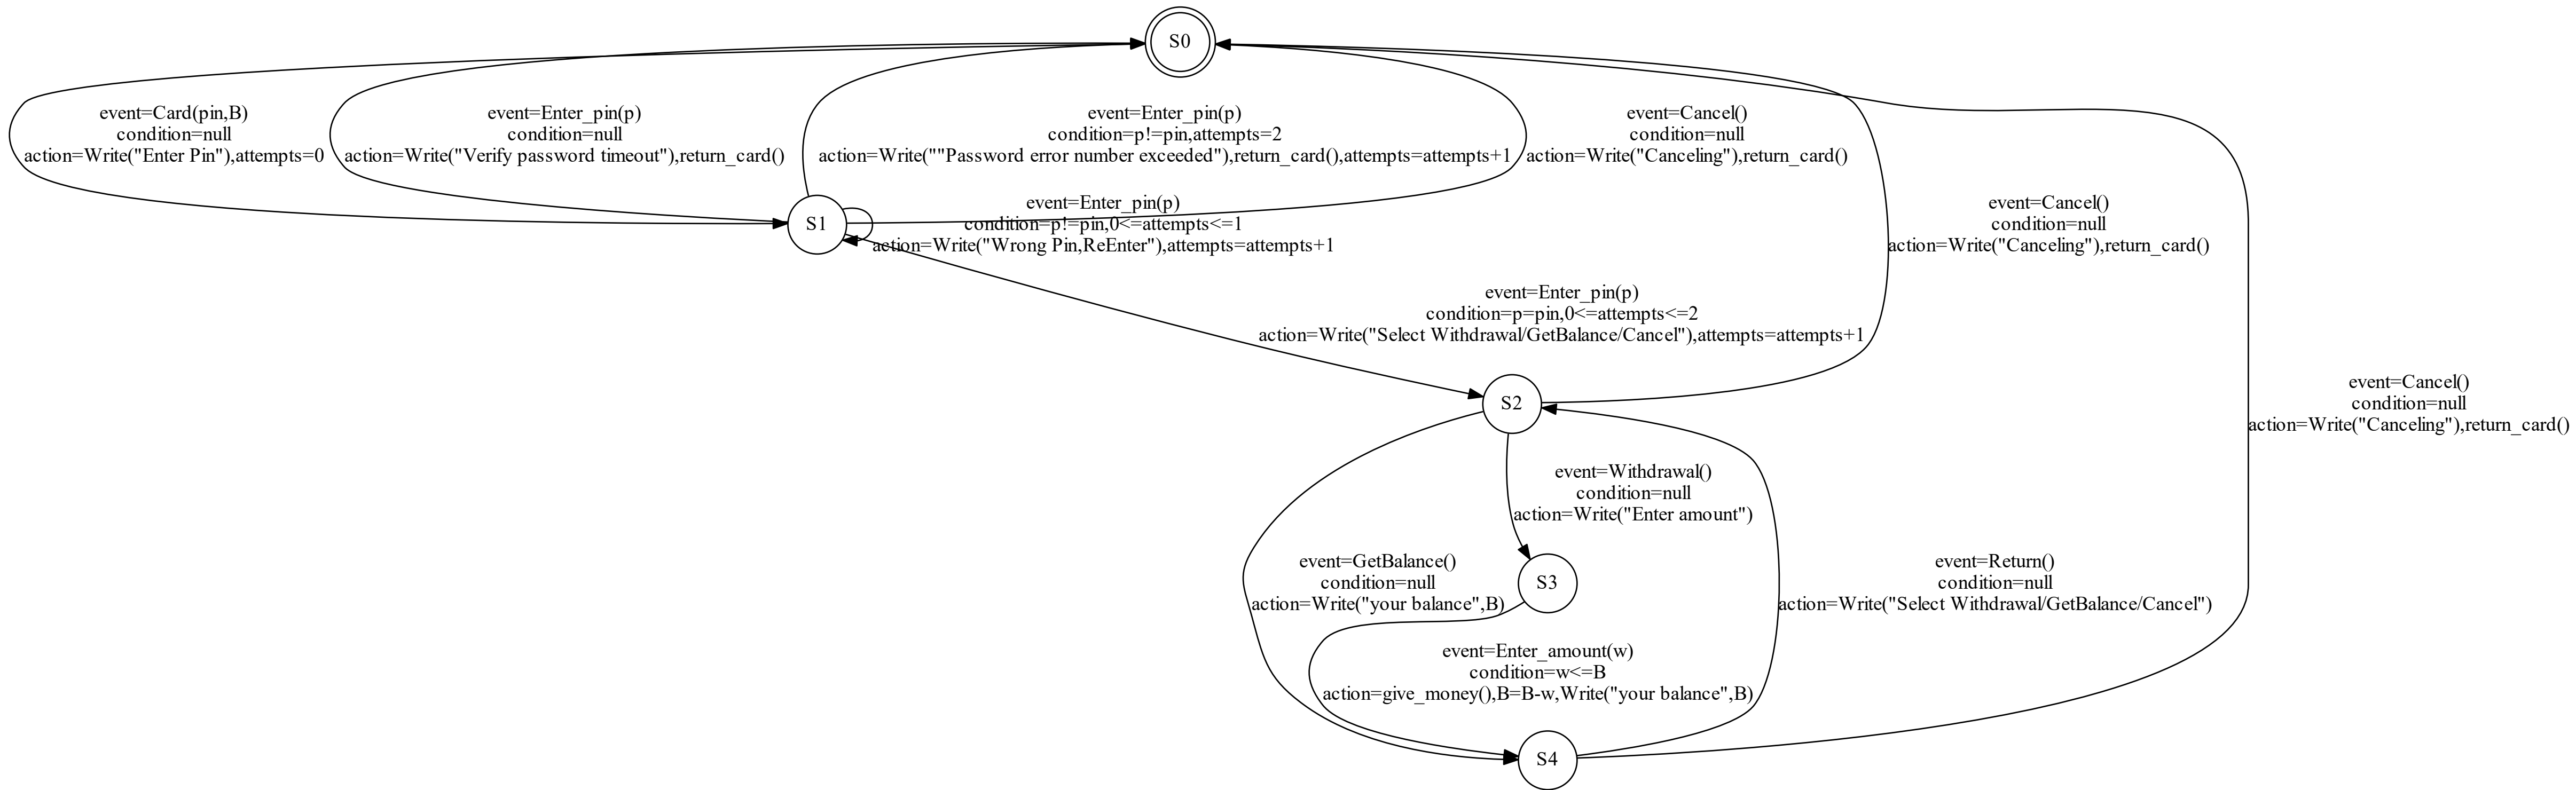 S0
event=Card(pin,B)
condition=null
action=Write("Enter Pin"),attempts=0
event=Enter_pin(p)
condition=null
action=Write("Verify password timeout"),return_card()
event=Enter_pin(p)
condition=p!=pin,attempts=2
action=Write(""Password error number exceeded"),return_card(),attempts=attempts+1
event=Cancel()
condition=null
action=Write("Canceling"),return_card()
S1
event=Enter_pin(p)
condition=p!=pin,0<=attempts<=1
action=Write("Wrong Pin,ReEnter"),attempts=attempts+1
event=Cancel()
condition=null
action=Write("Canceling"),return_card()
event=Enter_pin(p)
condition=p=pin,0<=attempts<=2
action=Write("Select Withdrawal/GetBalance/Cancel"),attempts=attempts+1
S2
event=Cancel()
condition=null
action=Write("Canceling"),return_card()
event=Withdrawal()
condition=null
action=Write("Enter amount")
event=GetBalance()
condition=null
action=Write("your balance",B)
S3
event=Return()
condition=null
action=Write("Select Withdrawal/GetBalance/Cancel")
event=Enter_amount(w)
condition=w<=B
action=give_money(),B=B-w,Write("your balance",B)
S4